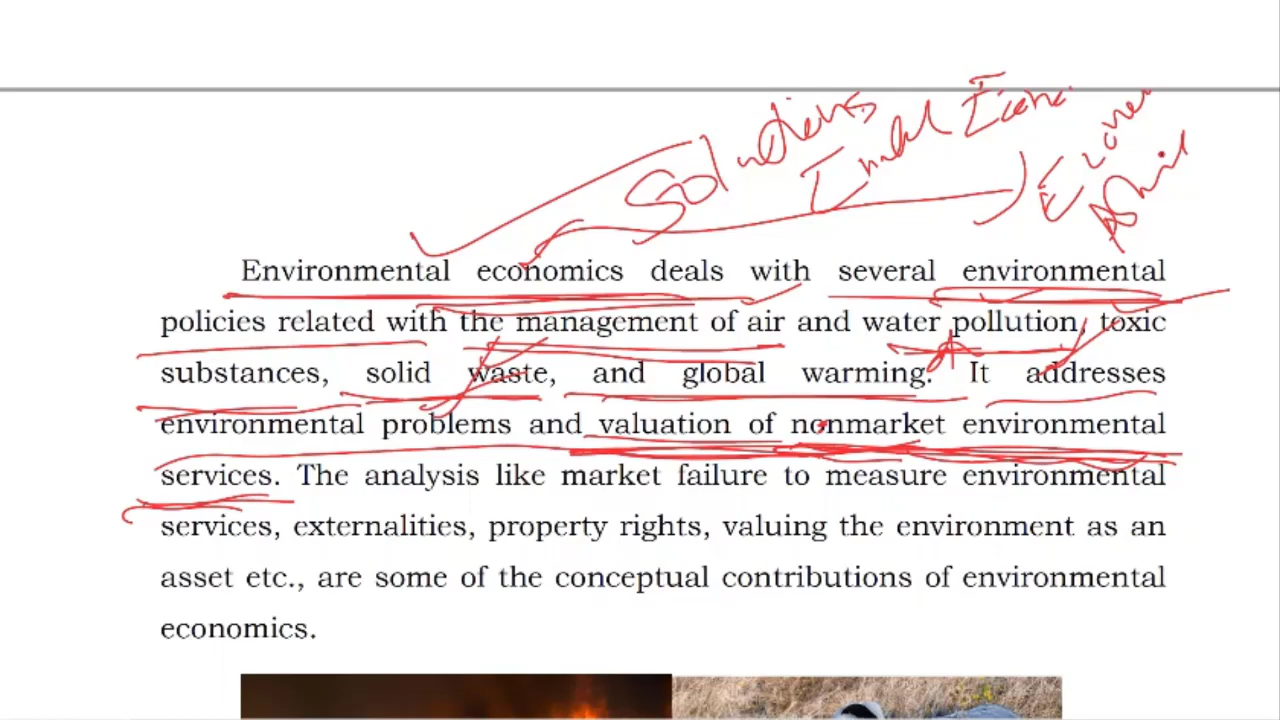 Solutions
Environmental economics deals with several environmental
policies related with the management of air and water pollution, toxic
substances, solid waste, and global warming. It addresses
environmental problems and valuation of nonmarket environmental
services. The analysis like market failure to measure environmental
services, externalities, property rights, valuing the environment as an
asset etc., are some of the conceptual contributions of environmental
economics.